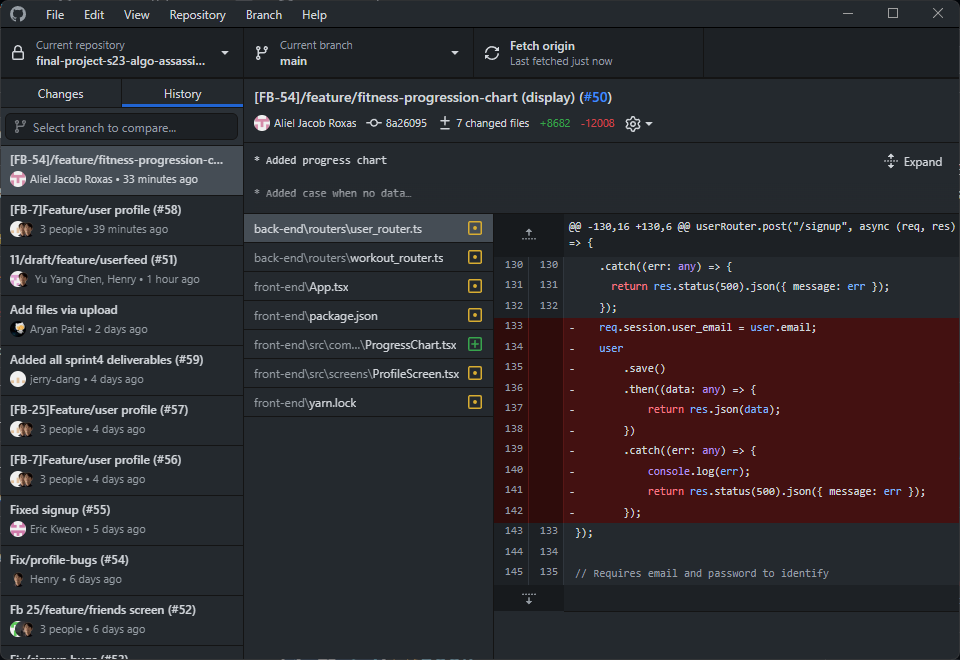 File Edit View Repository Branch Help
Current repository
final-project-s23-algo-assassi...
Current branch
main
Fetch origin
Last fetched just now
Changes History
Select branch to compare...
[FB-54]/feature/fitness-progression-c...
Aliel Jacob Roxas • 33 minutes ago
[FB-7]Feature/user profile (#58)
3 people • 39 minutes ago
11/draft/feature/userfeed (#51)
Yu Yang Chen, Henry • 1 hour ago
Add files via upload
Aryan Patel • 2 days ago
Added all sprint4 deliverables (#59)
jerry-dang • 4 days ago
[FB-25]Feature/user profile (#57)
3 people • 4 days ago
[FB-7]Feature/user profile (#56)
3 people • 4 days ago
Fixed signup (#55)
Eric Kweon • 5 days ago
Fix/profile-bugs (#54)
Henry • 6 days ago
Fb 25/feature/friends screen (#52)
3 people • 6 days ago
[FB-54]/feature/fitness-progression-chart (display) (#50)
Aliel Jacob Roxas 8a26095 7 changed files +8682 -12008
* Added progress chart
* Added case when no data…
Expand
back-end\routers\user_router.ts
back-end\routers\workout_router.ts
front-end\App.tsx
front-end\package.json
front-end\src\com...\ProgressChart.tsx
front-end\src\screens\ProfileScreen.tsx
front-end\yarn.lock
@@ -130,16 +130,6 @@ userRouter.post("/signup", async (req, res)
=> {
130 130 .catch((err: any) => {
131 131 return res.status(500).json({ message: err });
132 132 });
133 - req.session.user_email = user.email;
134 - user
135 - .save()
136 - .then((data: any) => {
137 - return res.json(data);
138 - })
139 - .catch((err: any) => {
140 - console.log(err);
141 - return res.status(500).json({ message: err });
142 - });
143 133 });
144 134
145 135 // Requires email and password to identify